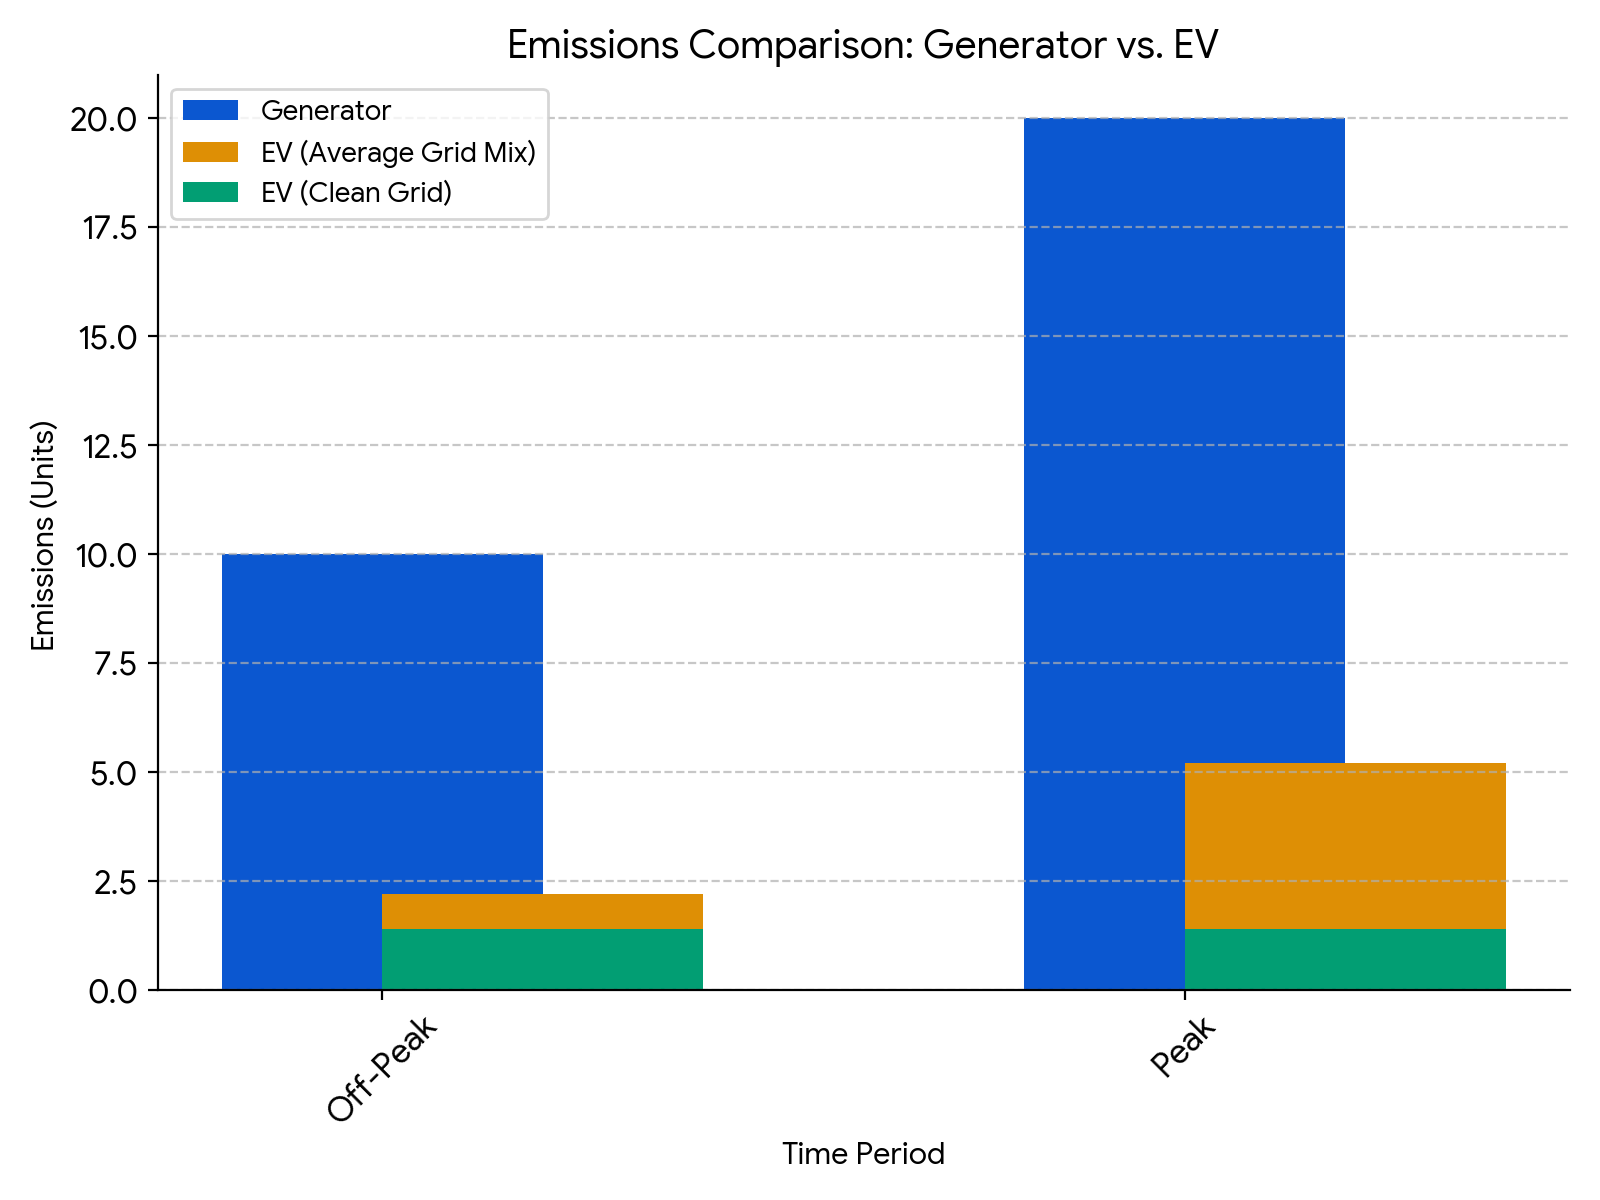 Emissions Comparison: Generator vs. EV
Generator
EV (Average Grid Mix)
EV (Clean Grid)
Emissions (Units)
20.0
17.5
15.0
12.5
10.0
7.5
5.0
2.5
0.0
Off-Peak
Peak
Time Period